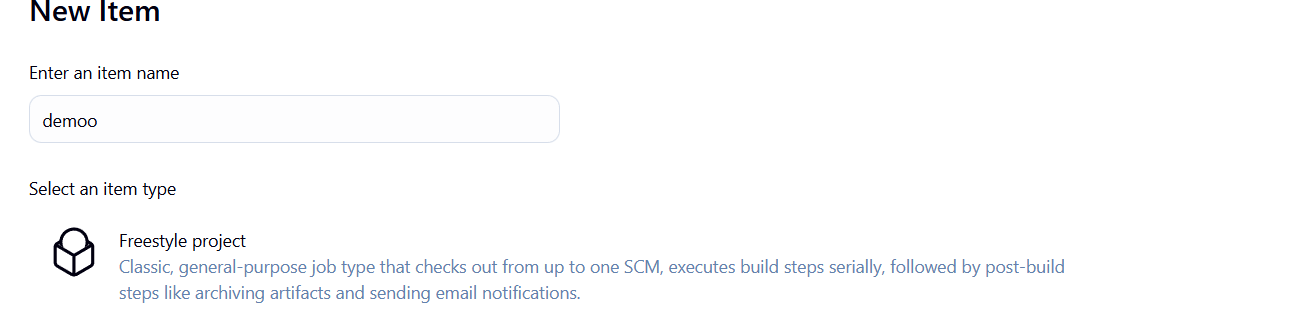 New Item
Enter an item name
demoo
Select an item type
Freestyle project
Classic, general-purpose job type that checks out from up to one SCM, executes build steps serially, followed by post-build
steps like archiving artifacts and sending email notifications.